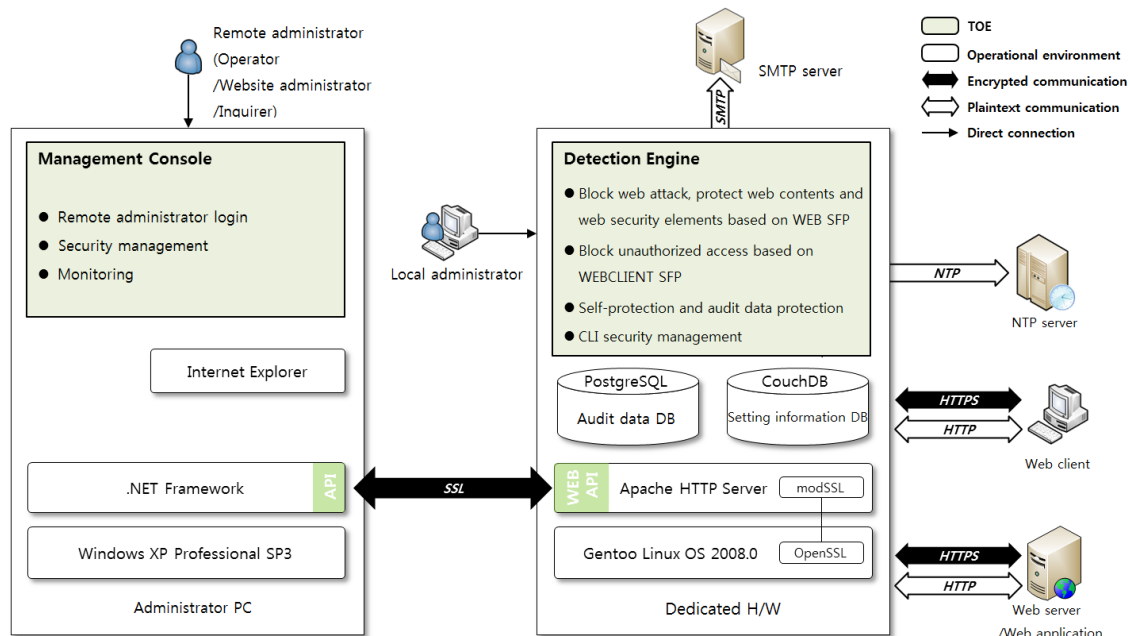 Remote administrator
(Operator
/Website administrator
/Inquirer)
SMTP server
SMTP
TOE
Operational environment
Encrypted communication
Plaintext communication
Direct connection
Management Console
● Remote administrator login
● Security management
● Monitoring
Internet Explorer
.NET Framework
API
Windows XP Professional SP3
Administrator PC
Local administrator
SSL
Detection Engine
● Block web attack, protect web contents and
web security elements based on WEB SFP
● Block unauthorized access based on
WEBCLIENT SFP
● Self-protection and audit data protection
● CLI security management
PostgreSQL
Audit data DB
CouchDB
Setting information DB
WEB
API
Apache HTTP Server
modSSL
Gentoo Linux OS 2008.0
OpenSSL
Dedicated H/W
NTP
NTP server
HTTPS
HTTP
Web client
HTTPS
HTTP
Web server
/Web application